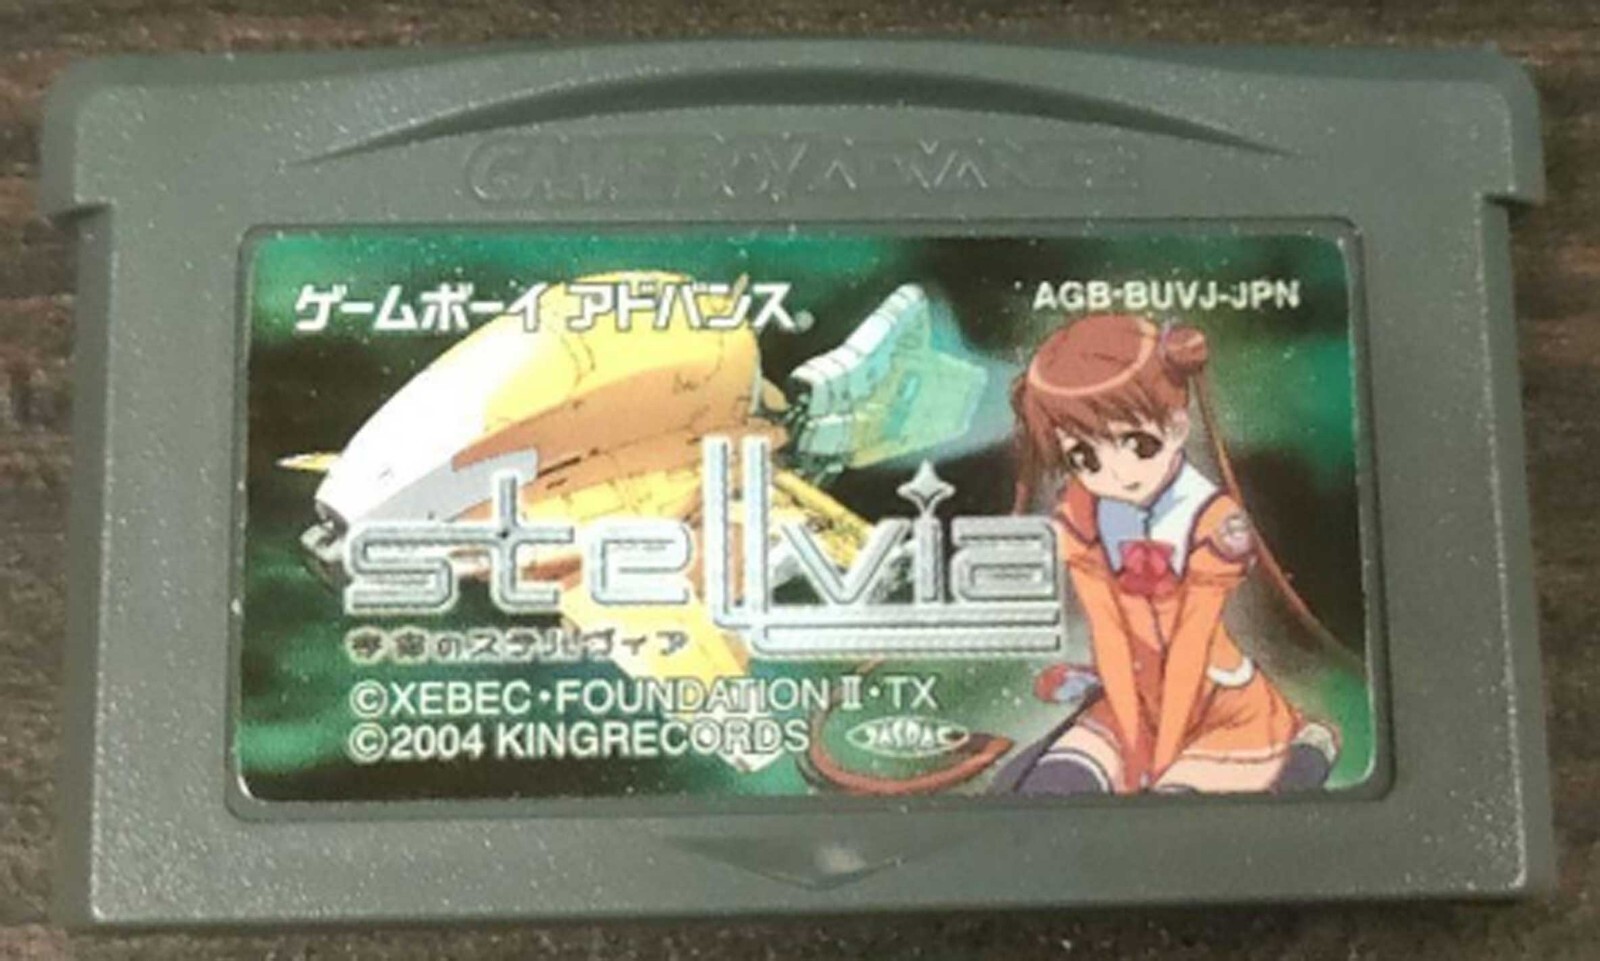 GAME BOY ADVANCE
ゲームボーイ アドバンス®
AGB-BUVJ-JPN
stellvia
宇宙のステルヴィア
©XEBEC・FOUNDATION Ⅱ・TX
©2004 KINGRECORDS
JASRAC